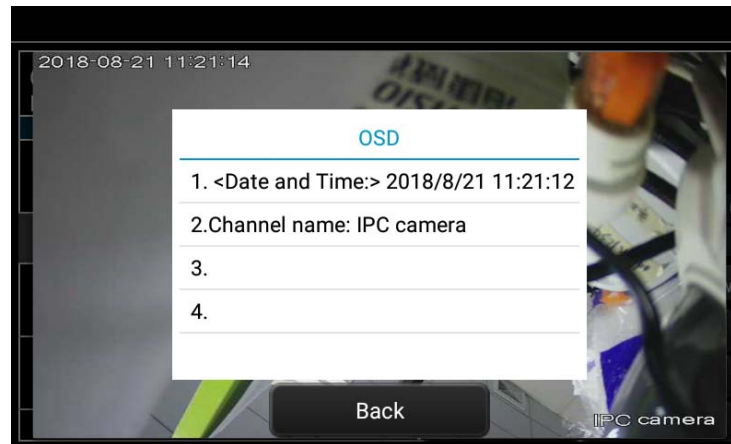 2018-08-21 11:21:14
OSD
1. <Date and Time:> 2018/8/21 11:21:12
2.Channel name: IPC camera
3.
4.
Back
IPC camera